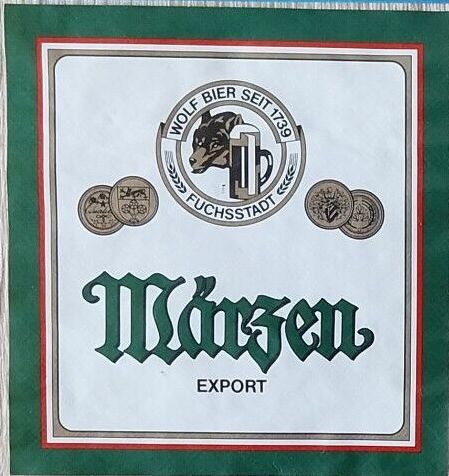 WOLF BIER SEIT 1739
FUCHSSTADT
Märzen
EXPORT